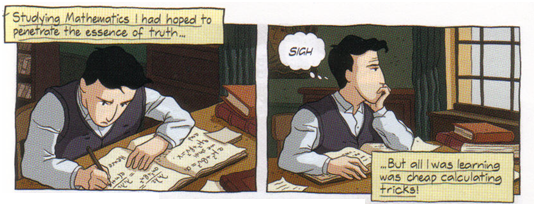 Studying Mathematics I had hoped to
penetrate the essence of truth...
SIGH
...But all I was learning
was cheap calculating
tricks!